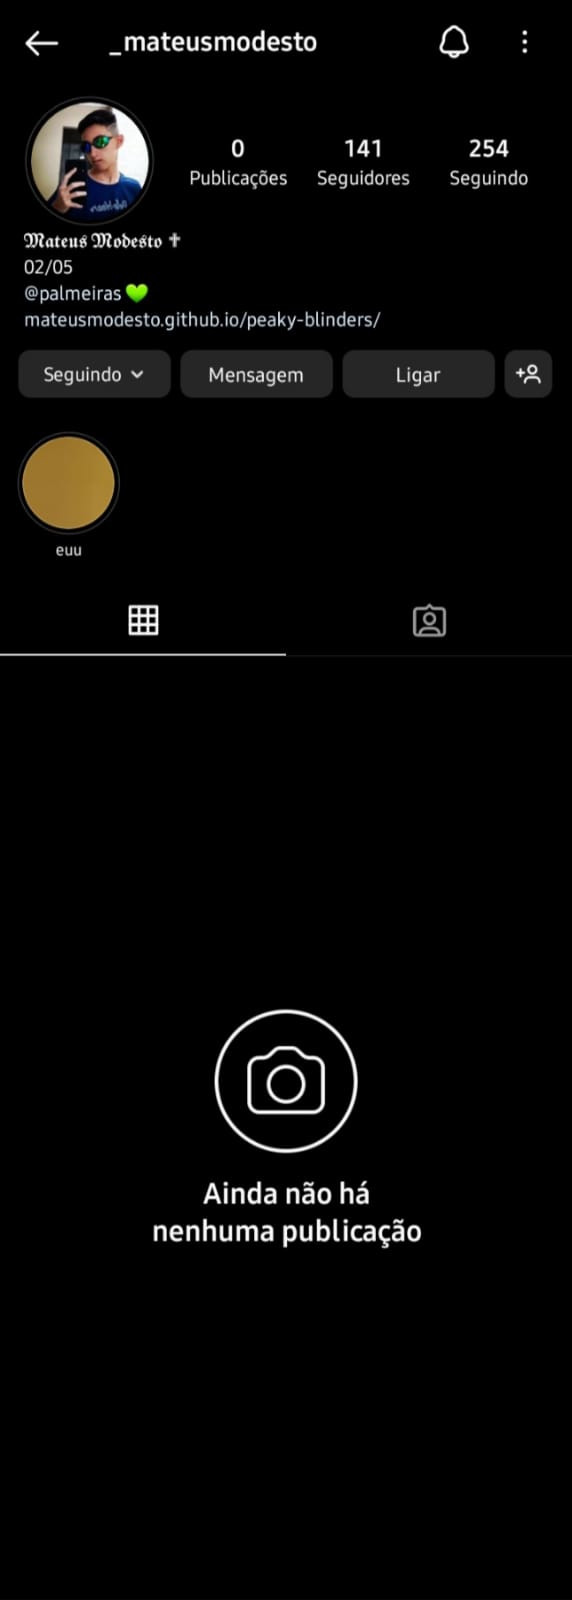 _mateusmodesto
0
141
254
Publicações
Seguidores
Seguindo
𝕸𝖆𝖙𝖊𝖚𝖘 𝕸𝖔𝖉𝖊𝖘𝖙𝖔 ✝
02/05
@palmeiras 💚
mateusmodesto.github.io/peaky-blinders/
Seguindo
Mensagem
Ligar
euu
Ainda não há
nenhuma publicação